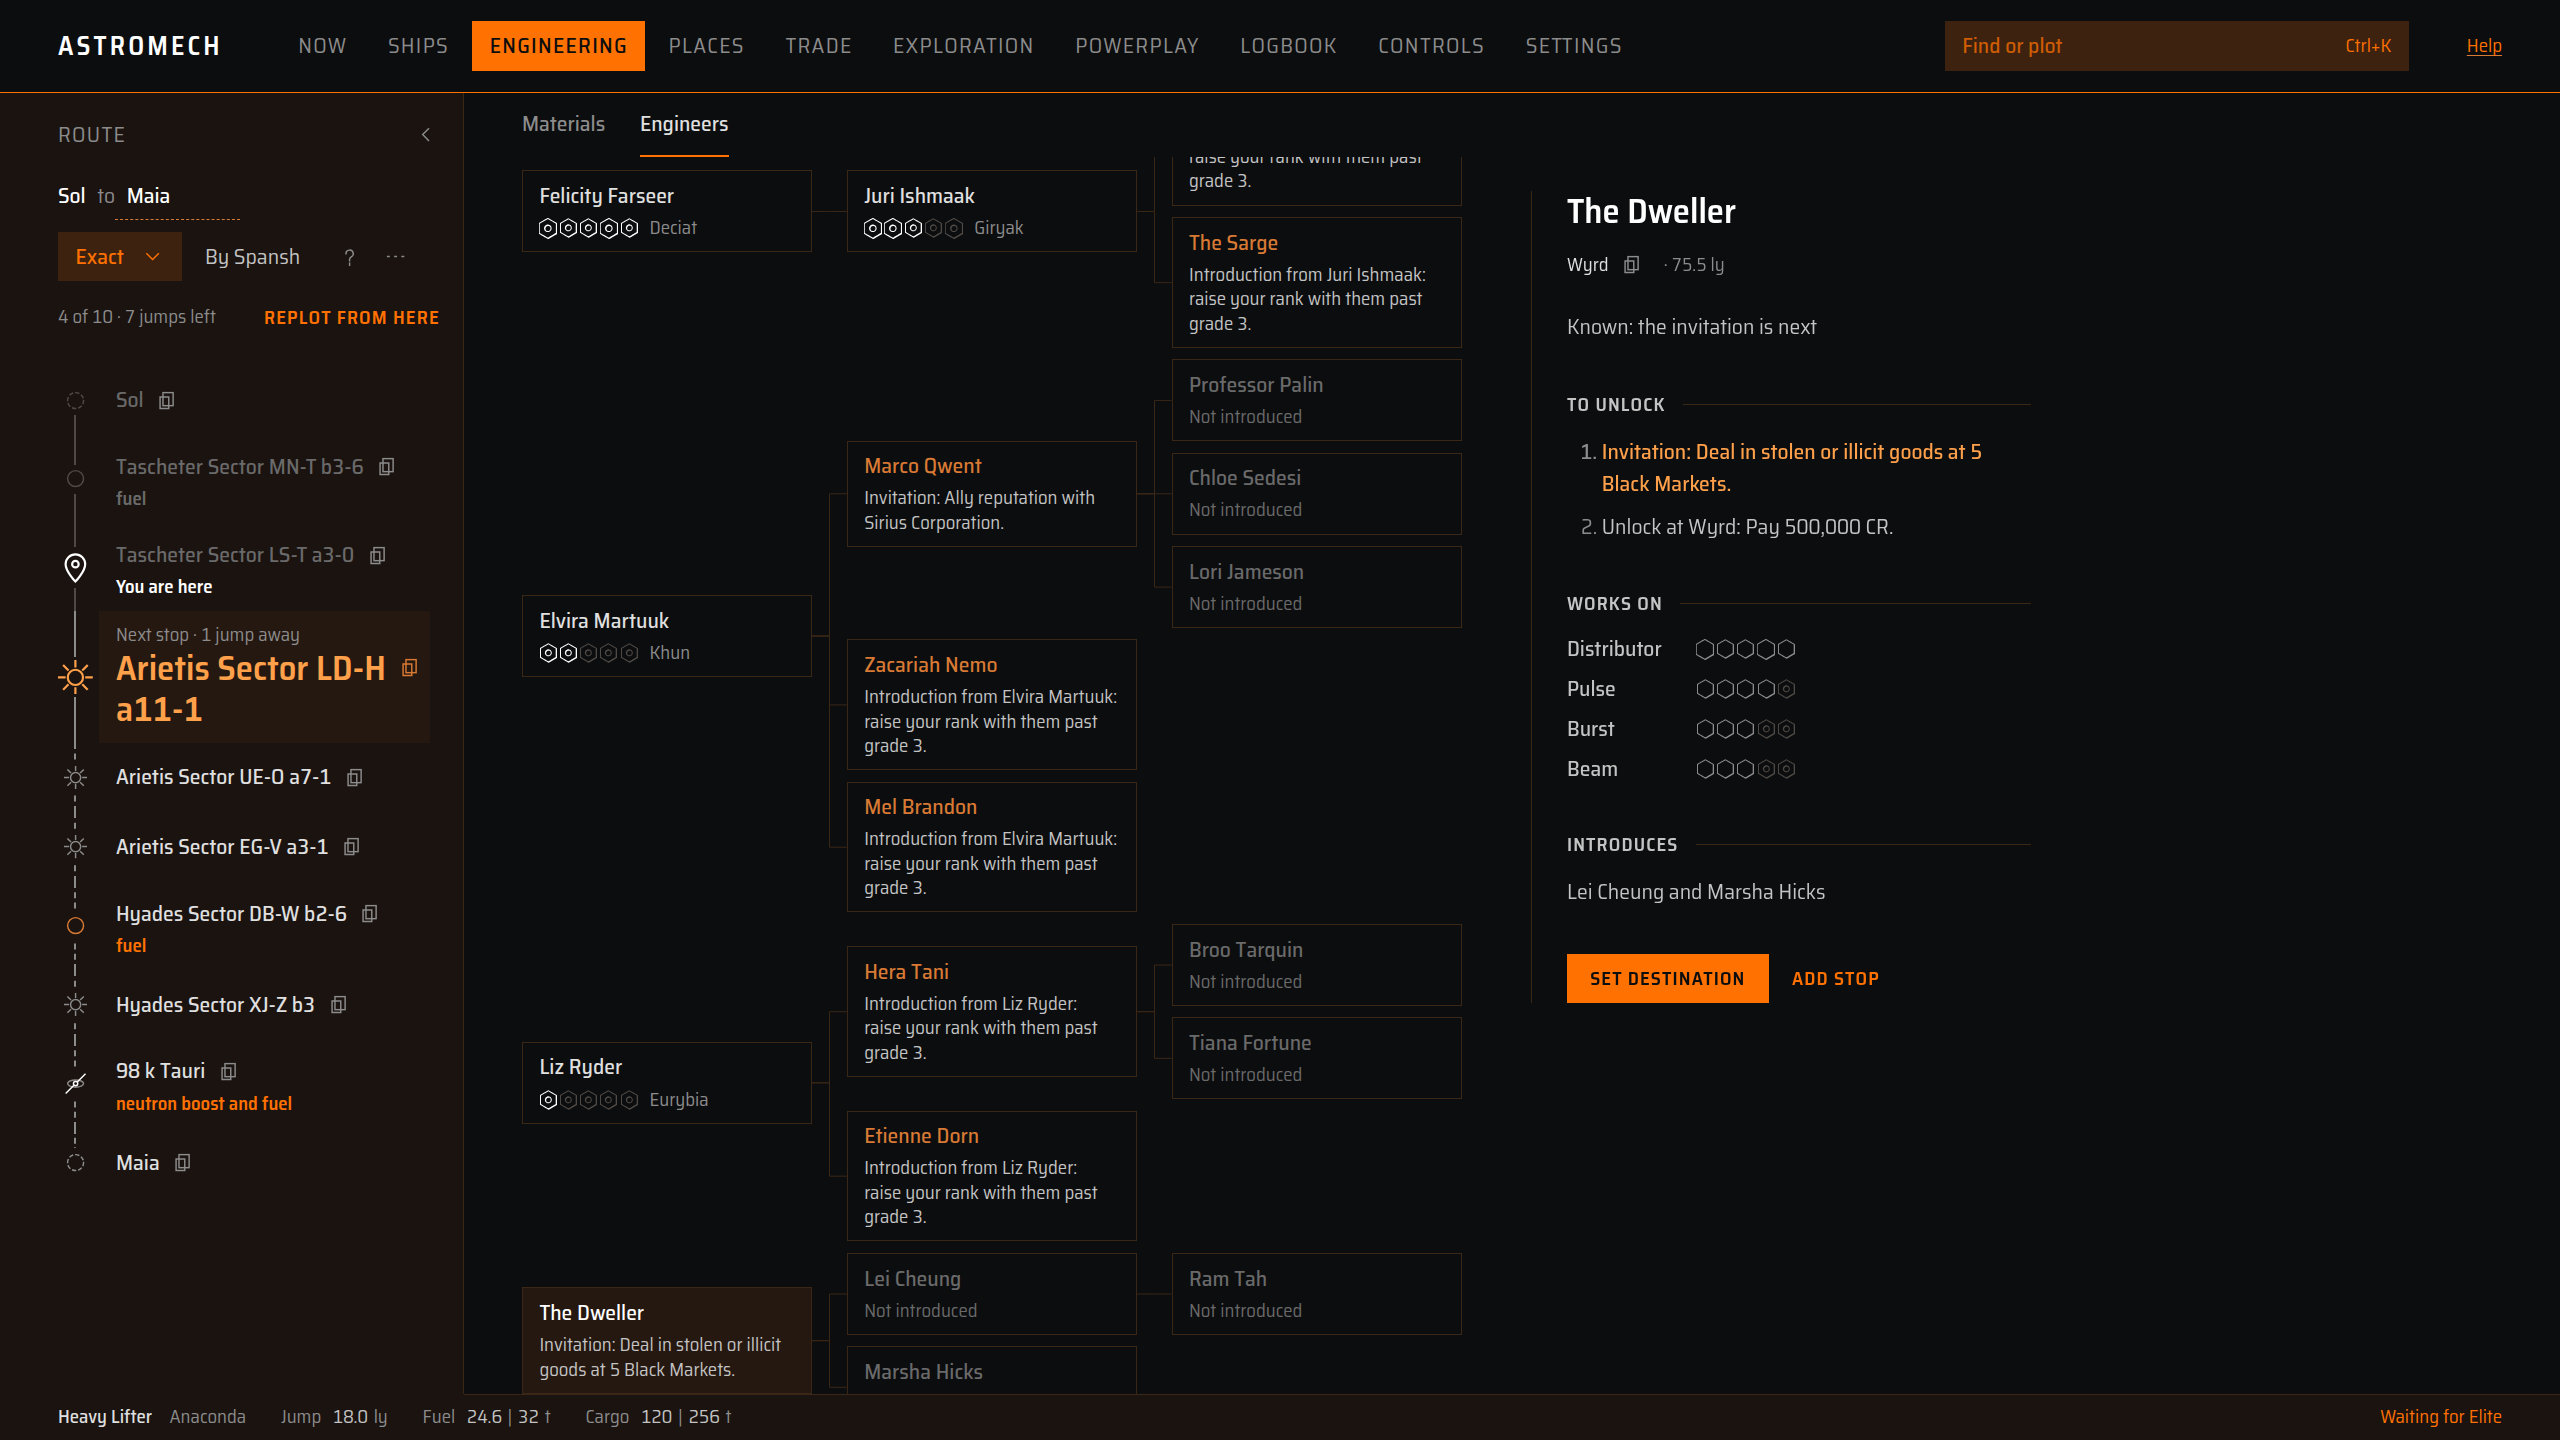 ASTROMECH
NOW
SHIPS
ENGINEERING
PLACES
TRADE
EXPLORATION
POWERPLAY
LOGBOOK
CONTROLS
SETTINGS
Find or plot
Ctrl+K
Help
ROUTE
Sol to Maia
Exact
By Spansh
?
4 of 10 · 7 jumps left
REPLOT FROM HERE
Sol
Tascheter Sector MN-T b3-6
fuel
Tascheter Sector LS-T a3-0
You are here
Next stop · 1 jump away
Arietis Sector LD-H
a11-1
Arietis Sector UE-O a7-1
Arietis Sector EG-V a3-1
Hyades Sector DB-W b2-6
fuel
Hyades Sector XJ-Z b3
98 k Tauri
neutron boost and fuel
Maia
Materials
Engineers
Felicity Farseer
Deciat
Elvira Martuuk
Khun
Liz Ryder
Eurybia
The Dweller
Invitation: Deal in stolen or illicit
goods at 5 Black Markets.
Juri Ishmaak
Giryak
Marco Qwent
Invitation: Ally reputation with
Sirius Corporation.
Zacariah Nemo
Introduction from Elvira Martuuk:
raise your rank with them past
grade 3.
Mel Brandon
Introduction from Elvira Martuuk:
raise your rank with them past
grade 3.
Hera Tani
Introduction from Liz Ryder:
raise your rank with them past
grade 3.
Etienne Dorn
Introduction from Liz Ryder:
raise your rank with them past
grade 3.
Lei Cheung
Not introduced
Marsha Hicks
raise your rank with them past
grade 3.
The Sarge
Introduction from Juri Ishmaak:
raise your rank with them past
grade 3.
Professor Palin
Not introduced
Chloe Sedesi
Not introduced
Lori Jameson
Not introduced
Broo Tarquin
Not introduced
Tiana Fortune
Not introduced
Ram Tah
Not introduced
The Dweller
Wyrd · 75.5 ly
Known: the invitation is next
TO UNLOCK
1. Invitation: Deal in stolen or illicit goods at 5
Black Markets.
2. Unlock at Wyrd: Pay 500,000 CR.
WORKS ON
Distributor
Pulse
Burst
Beam
INTRODUCES
Lei Cheung and Marsha Hicks
SET DESTINATION
ADD STOP
Heavy Lifter Anaconda Jump 18.0 ly Fuel 24.6 | 32 t Cargo 120 | 256 t
Waiting for Elite